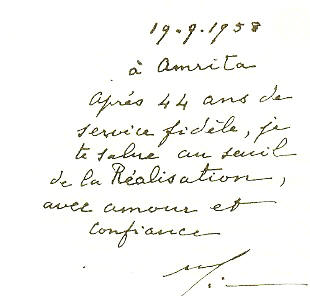 19-9-1958
à Amrita
Après 44 ans de
service fidèle, je
te salue au seuil
de la Réalisation,
avec amour et
confiance